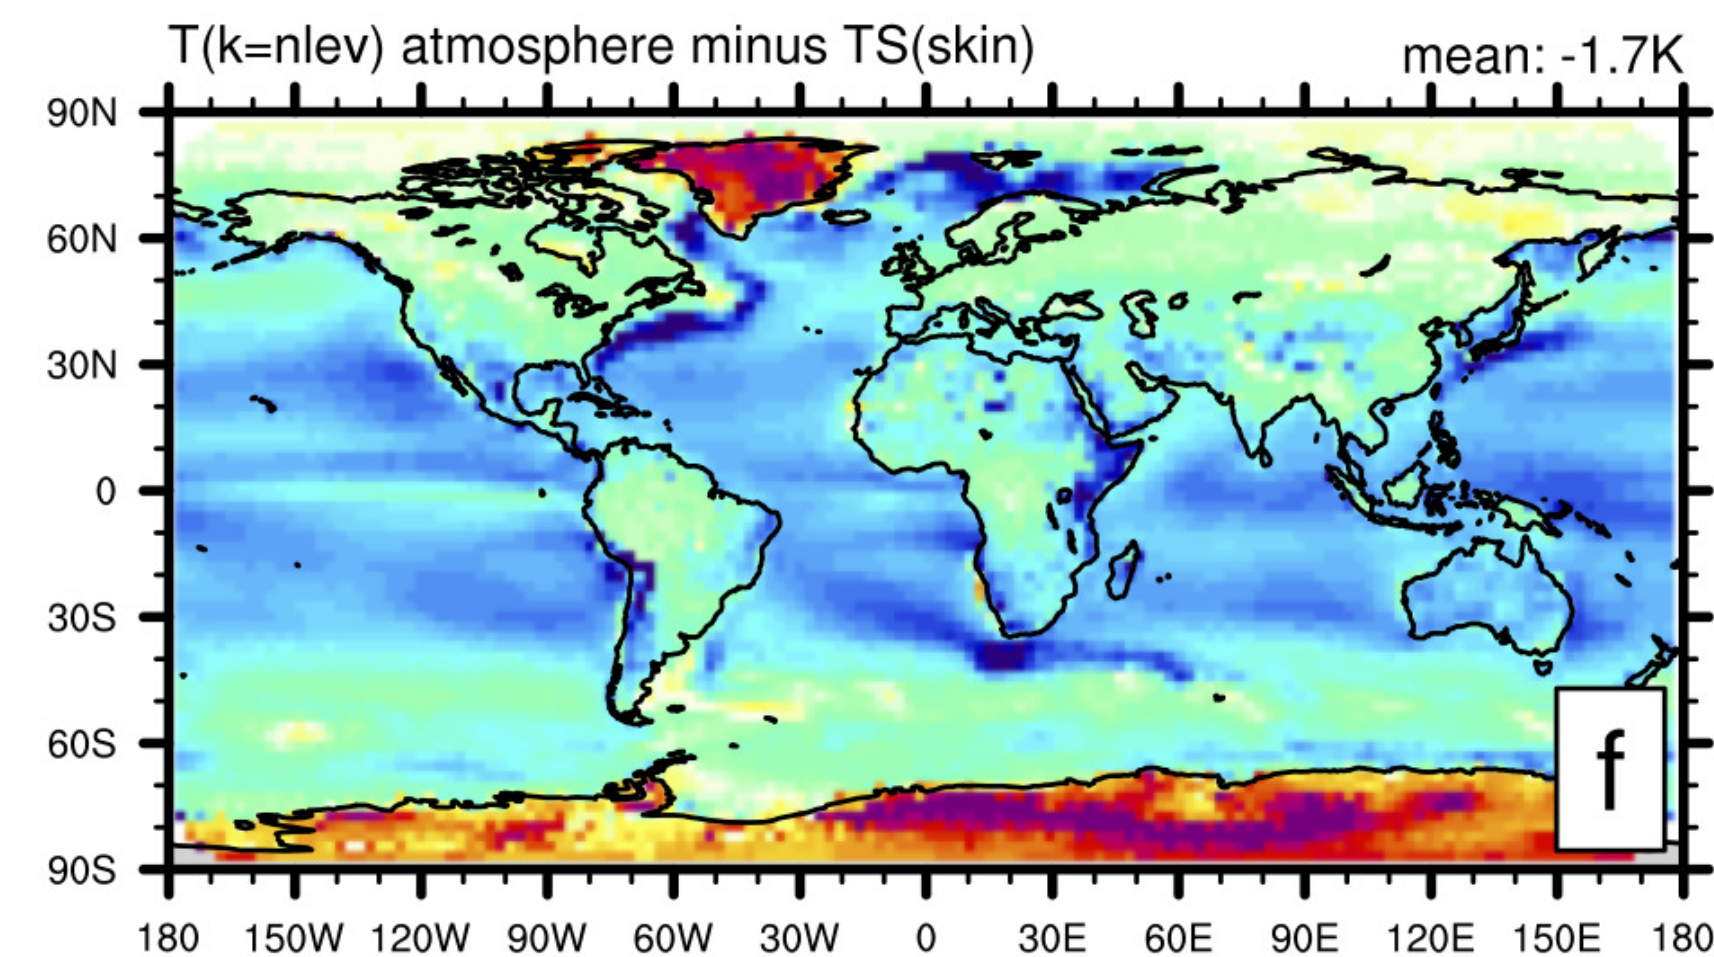 T(k=nlev) atmosphere minus TS(skin)
mean: -1.7K
90N
60N
30N
0
30S
60S
90S
f
180 150W 120W 90W 60W 30W 0 30E 60E 90E 120E 150E 180